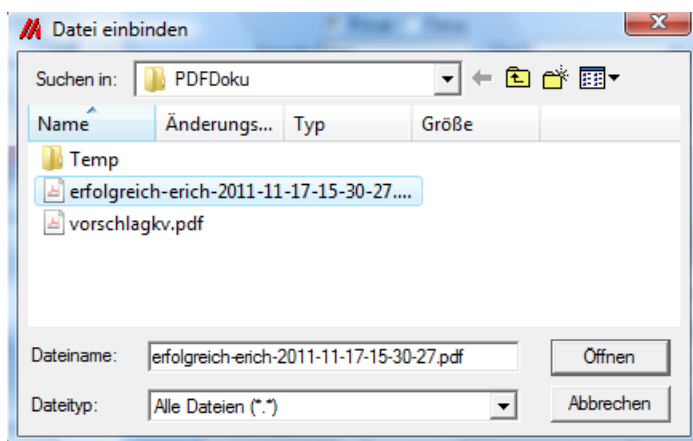 Datei einbinden
Suchen in: PDFDoku
Name Änderungs... Typ Größe
Temp
erfolgreich-erich-2011-11-17-15-30-27....
vorschlagkv.pdf
Dateiname: erfolgreich-erich-2011-11-17-15-30-27.pdf Öffnen
Dateityp: Alle Dateien (*.*) Abbrechen